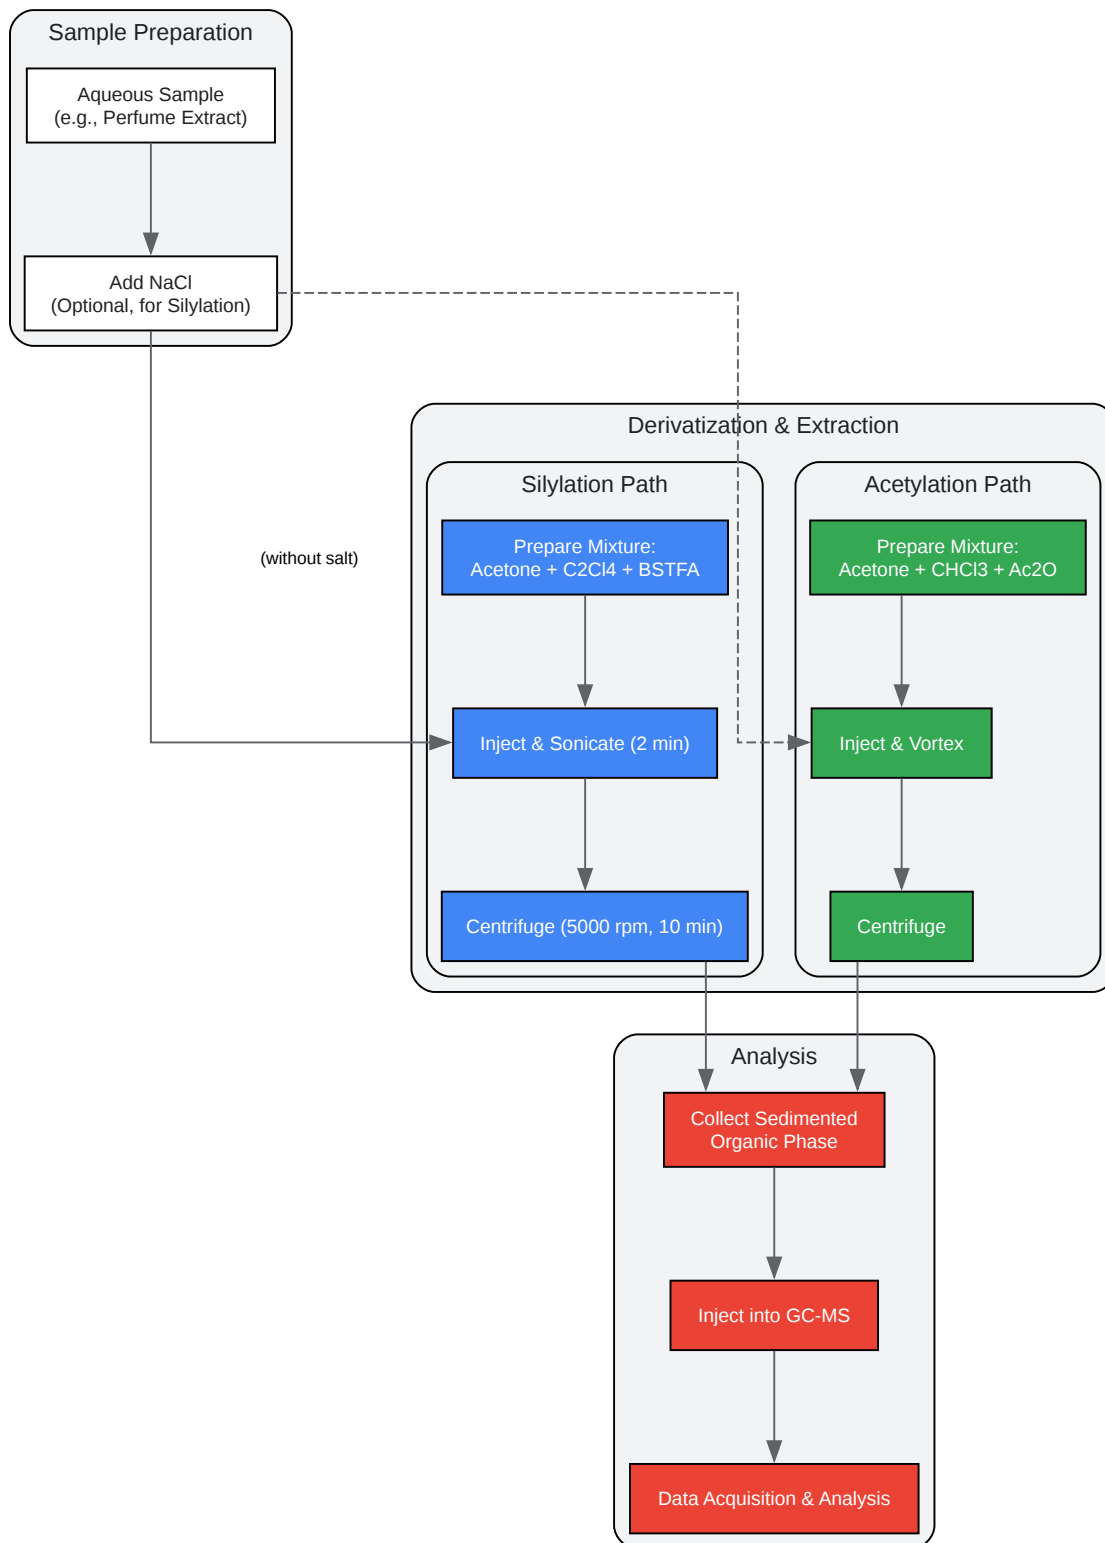 Sample Preparation
Aqueous Sample
(e.g., Perfume Extract)
Add NaCl
(Optional, for Silylation)
(without salt)
Derivatization & Extraction
Silylation Path
Prepare Mixture:
Acetone + C2Cl4 + BSTFA
Inject & Sonicate (2 min)
Centrifuge (5000 rpm, 10 min)
Acetylation Path
Prepare Mixture:
Acetone + CHCl3 + Ac2O
Inject & Vortex
Centrifuge
Analysis
Collect Sedimented
Organic Phase
Inject into GC-MS
Data Acquisition & Analysis